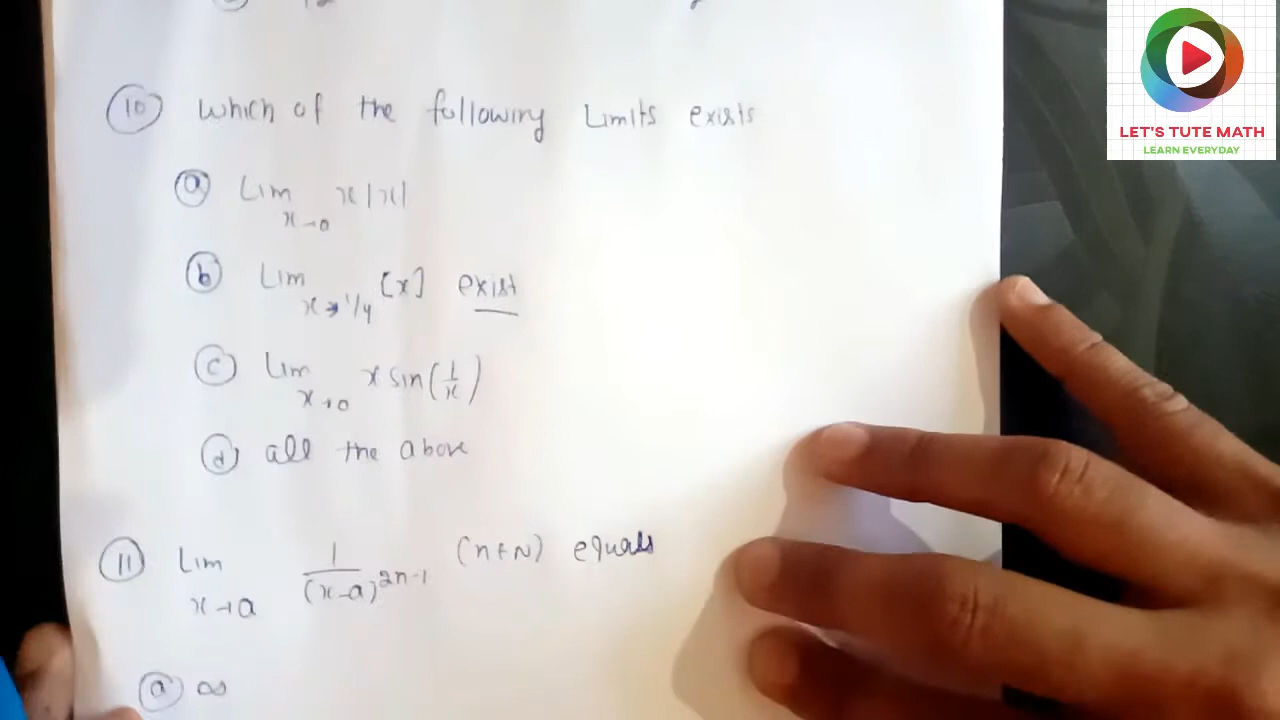 LET'S TUTE MATH
LEARN EVERYDAY
10 Which of the following Limits exists
a Lim x→0 x|x|
b Lim x→1/4 [x] exist
c Lim x→0 x sin(1/x)
d all the above
11 Lim x→a 1/(x-a)^2n-1 (n∈N) equals
a ∞